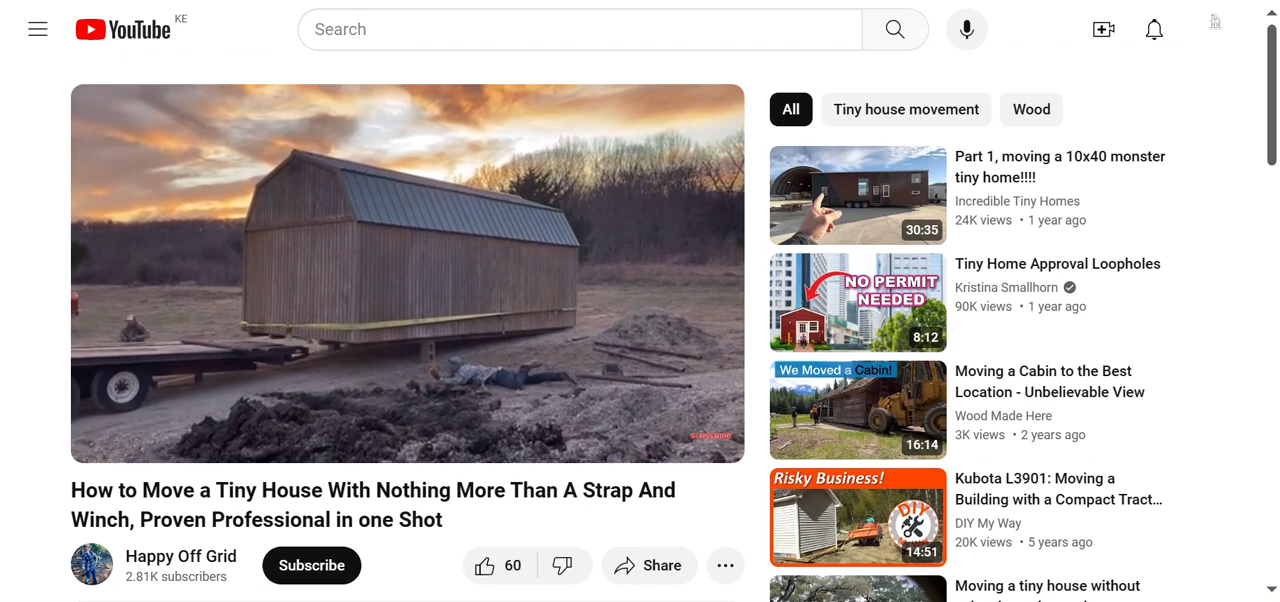 YouTube KE
Search
SUBSCRIBE
How to Move a Tiny House With Nothing More Than A Strap And
Winch, Proven Professional in one Shot
Happy Off Grid
2.81K subscribers
Subscribe
60
Share
All
Tiny house movement
Wood
30:35
Part 1, moving a 10x40 monster
tiny home!!!!
Incredible Tiny Homes
24K views • 1 year ago
NO PERMIT
NEEDED
8:12
Tiny Home Approval Loopholes
Kristina Smallhorn
90K views • 1 year ago
We Moved a Cabin!
16:14
Moving a Cabin to the Best
Location - Unbelievable View
Wood Made Here
3K views • 2 years ago
Risky Business!
DIY
14:51
Kubota L3901: Moving a
Building with a Compact Tract...
DIY My Way
20K views • 5 years ago
Moving a tiny house without